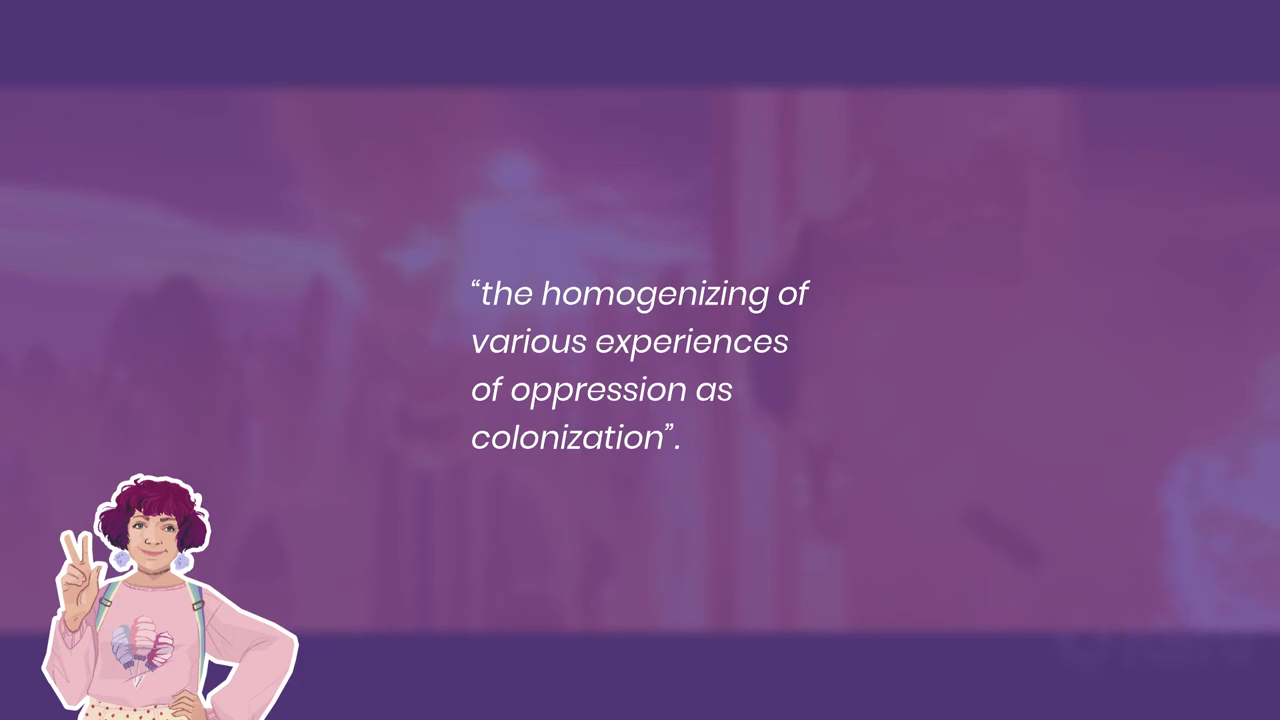 “the homogenizing of
various experiences
of oppression as
colonization”.